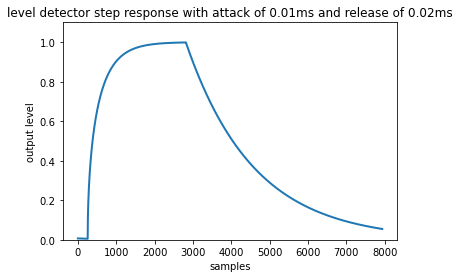 level detector step response with attack of 0.01ms and release of 0.02ms
1.0
0.8
0.6
0.4
0.2
0.0
output level
0 1000 2000 3000 4000 5000 6000 7000 8000
samples